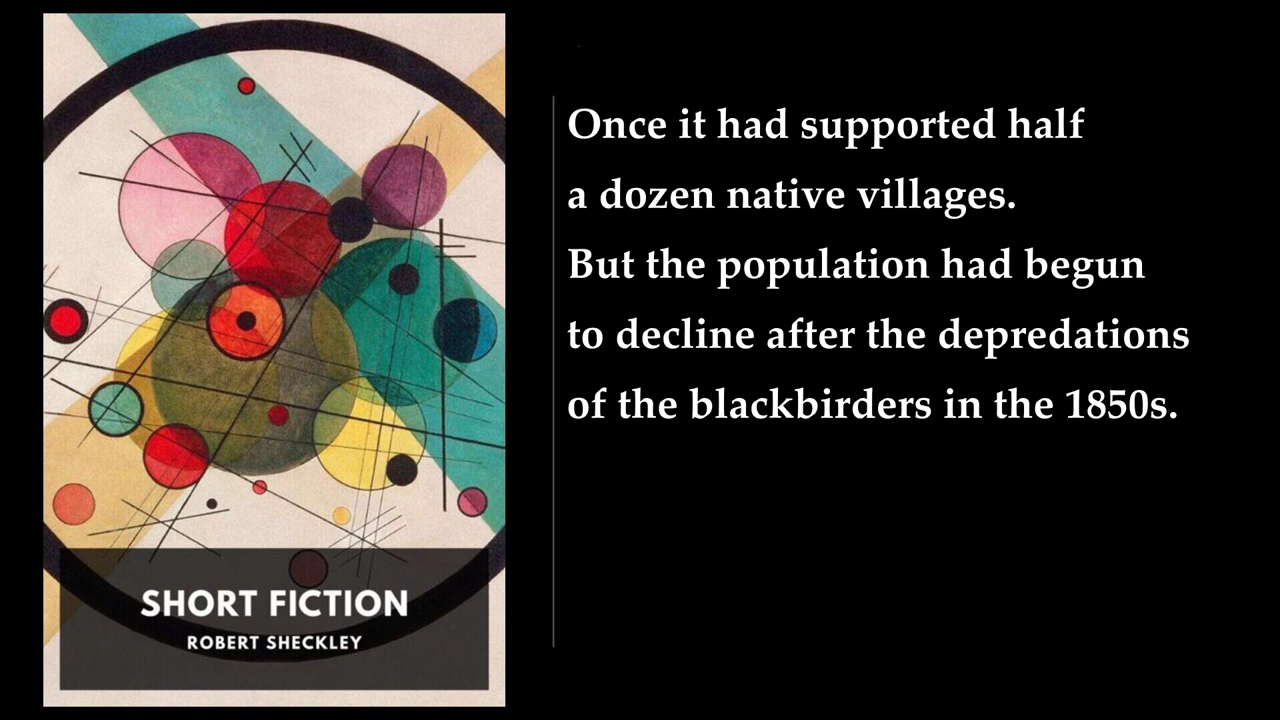 SHORT FICTION
ROBERT SHECKLEY
Once it had supported half
a dozen native villages.
But the population had begun
to decline after the depredations
of the blackbirders in the 1850s.